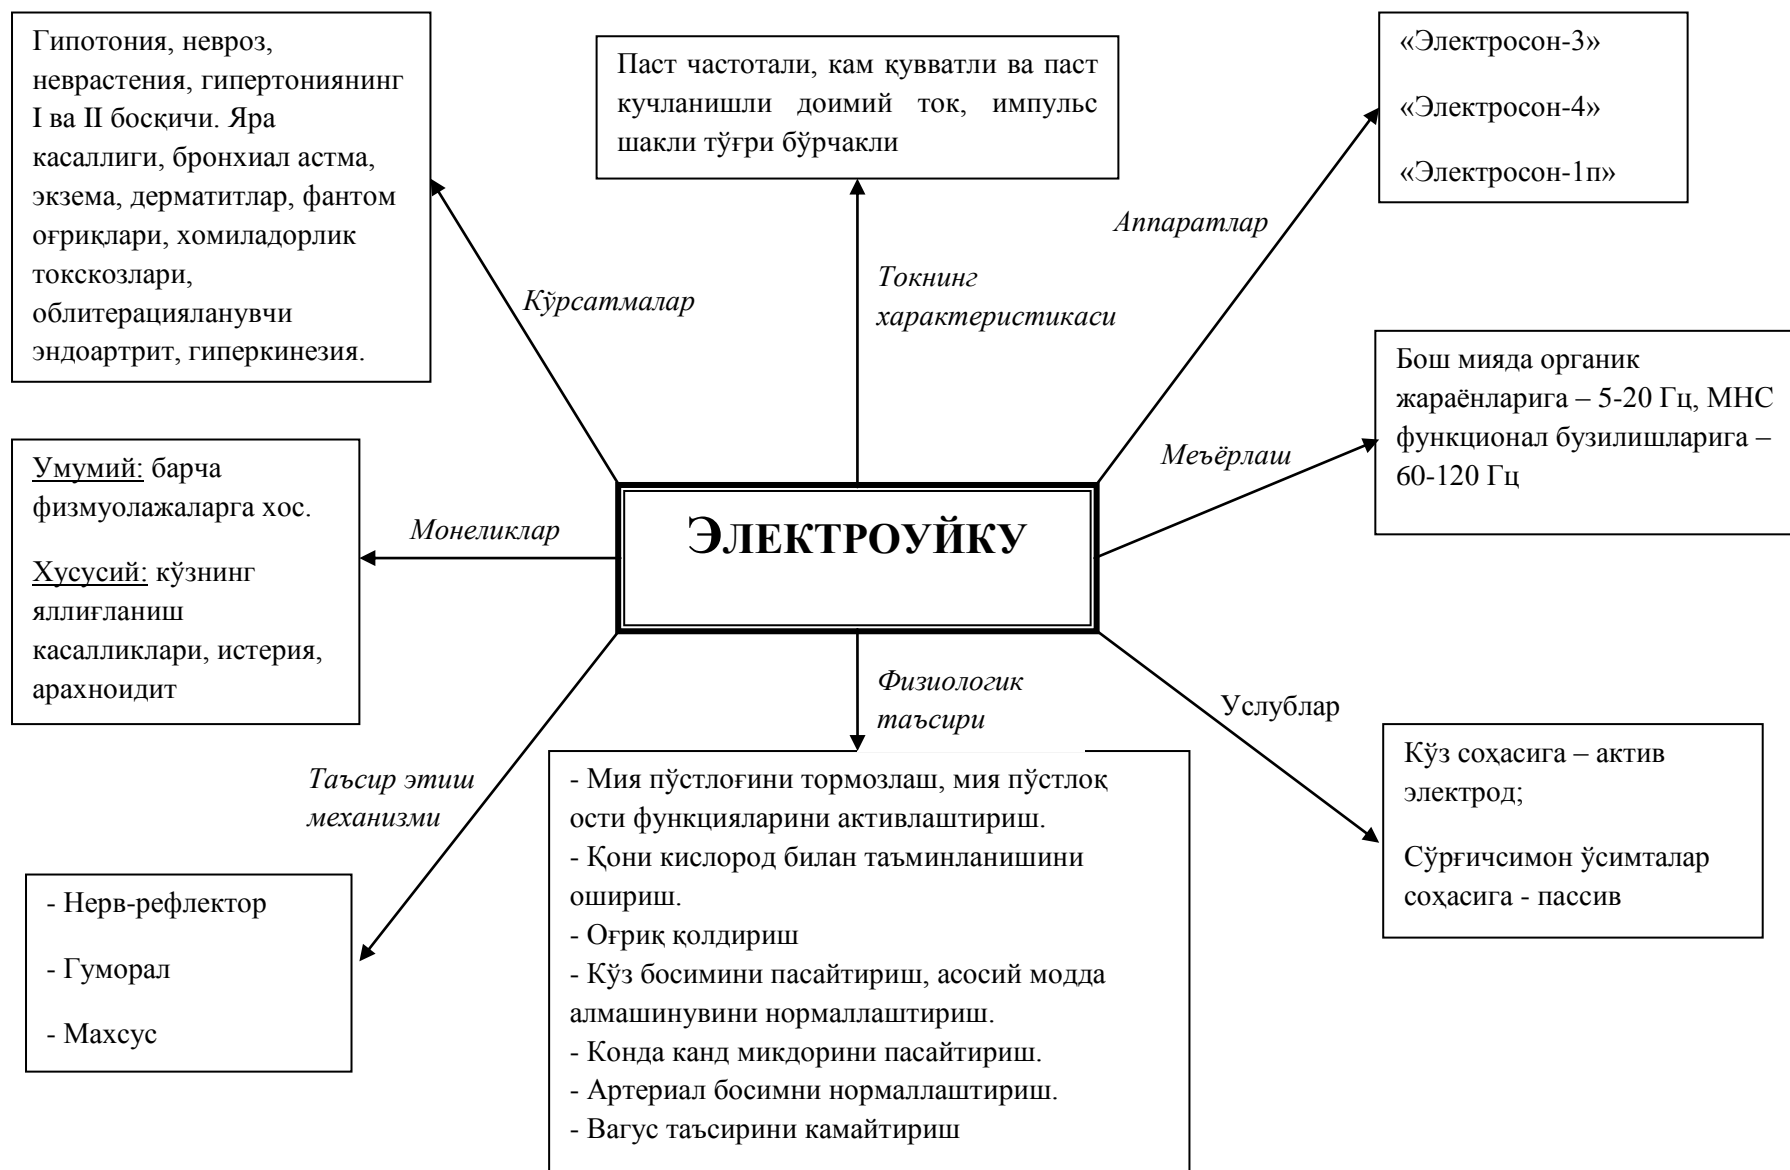 Гипотония, невроз,
неврастения, гипертониянинг
I ва II босқичи. Яра
касаллиги, бронхиал астма,
экзема, дерматитлар, фантом
оғриқлари, хомиладорлик
токскозлари,
облитерацияланувчи
эндоартрит, гиперкинезия.
Паст частотали, кам қувватли ва паст
кучланишли доимий ток, импульс
шакли тўғри бўрчакли
«Электросон-3»
«Электросон-4»
«Электросон-1п»
Кўрсатмалар
Токнинг
характеристикаси
Аппаратлар
Умумий: барча
физмуолажаларга хос.
Хусусий: кўзнинг
яллиғланиш
касалликлари, истерия,
арахноидит
Монеликлар
ЭЛЕКТРОУЙКУ
Меъёрлаш
Бош мияда органик
жараёнларига – 5-20 Гц, МНС
функционал бузилишларига –
60-120 Гц
Таъсир этиш
механизми
Физиологик
таъсири
Услублар
- Нерв-рефлектор
- Гуморал
- Махсус
- Мия пўстлоғини тормозлаш, мия пўстлоқ
ости функцияларини активлаштириш.
- Қони кислород билан таъминланишини
ошириш.
- Оғриқ қолдириш
- Кўз босимини пасайтириш, асосий модда
алмашинувини нормаллаштириш.
- Конда канд микдорини пасайтириш.
- Артериал босимни нормаллаштириш.
- Вагус таъсирини камайтириш
Кўз соҳасига – актив
электрод;
Сўрғичсимон ўсимталар
соҳасига - пассив